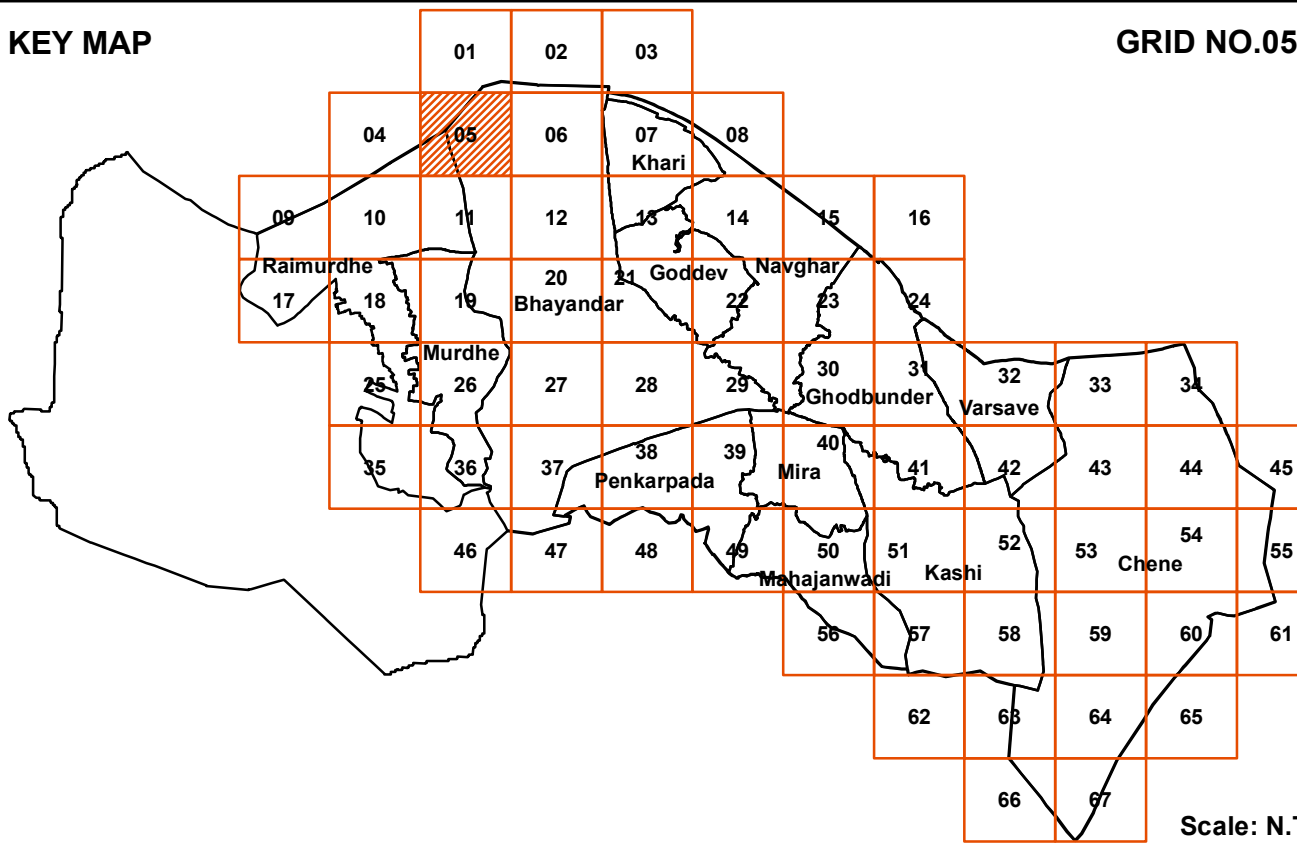 KEY MAP
GRID NO.05
01 02 03
04 05 06 07 08
Khari
09 10 11 12 13 14 15 16
Raimurdhe Goddev Navghar
17 18 19 20 21 22 23 24
Bhayandar
Murdhe
25 26 27 28 29 30 31 32 33 34
Ghodbunder Varsave
35 36 37 38 39 40 41 42 43 44 45
Penkarpada Mira
46 47 48 49 50 51 52 53 54 55
Mahajanwadi Kashi Chene
56 57 58 59 60 61
62 63 64 65
66 67
Scale: N.T